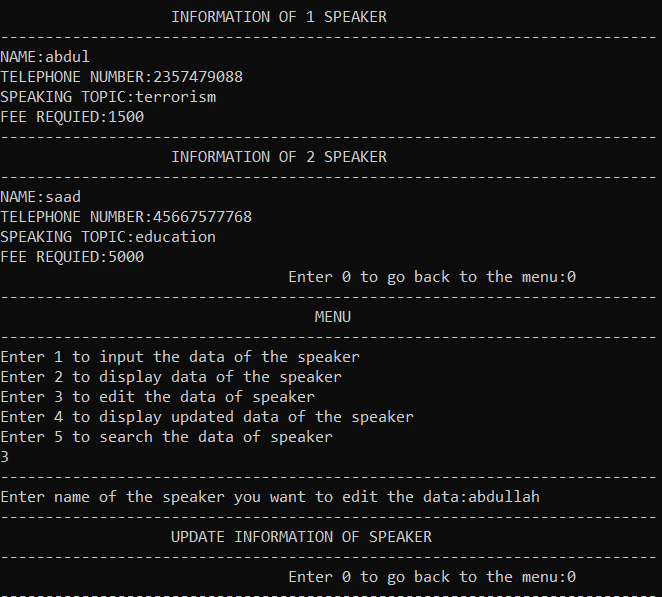 INFORMATION OF 1 SPEAKER
-------------------------------------------------------------------------
NAME:abdul
TELEPHONE NUMBER:2357479088
SPEAKING TOPIC:terrorism
FEE REQUIED:1500
-------------------------------------------------------------------------
INFORMATION OF 2 SPEAKER
-------------------------------------------------------------------------
NAME:saad
TELEPHONE NUMBER:45667577768
SPEAKING TOPIC:education
FEE REQUIED:5000
Enter 0 to go back to the menu:0
-------------------------------------------------------------------------
MENU
-------------------------------------------------------------------------
Enter 1 to input the data of the speaker
Enter 2 to display data of the speaker
Enter 3 to edit the data of speaker
Enter 4 to display updated data of the speaker
Enter 5 to search the data of speaker
3
-------------------------------------------------------------------------
Enter name of the speaker you want to edit the data:abdullah
-------------------------------------------------------------------------
UPDATE INFORMATION OF SPEAKER
-------------------------------------------------------------------------
Enter 0 to go back to the menu:0
-------------------------------------------------------------------------